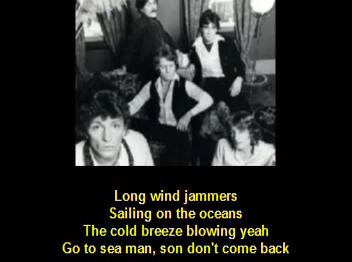 Long wind jammers
Sailing on the oceans
The cold breeze blowing yeah
Go to sea man, son don't come back